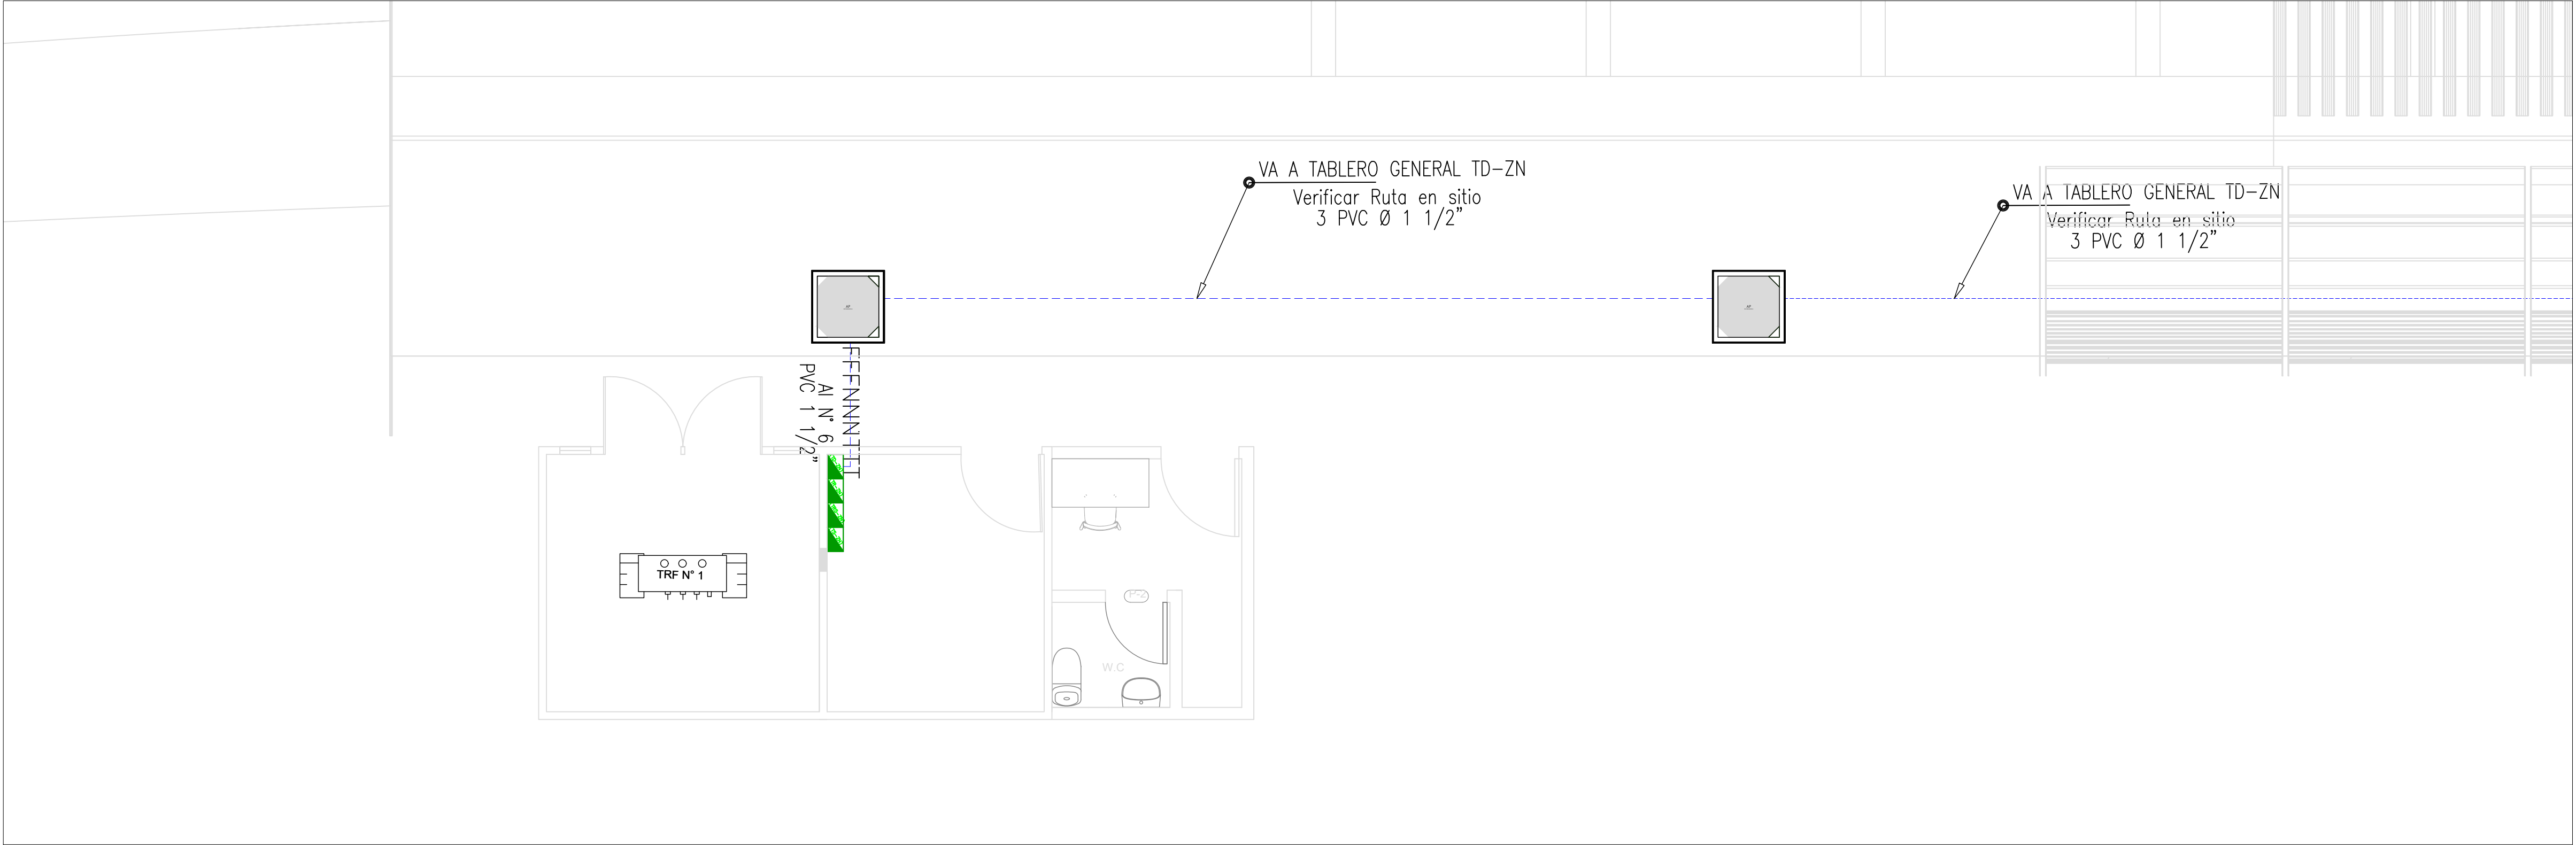 VA A TABLERO GENERAL TD-ZN
Verificar Ruta en sitio
3 PVC Ø 1 1/2"
VA A TABLERO GENERAL TD-ZN
Verificar Ruta en sitio
3 PVC Ø 1 1/2"
Al N° 6
PVC 1 1/2"
TRF N° 1
P-2
W.C